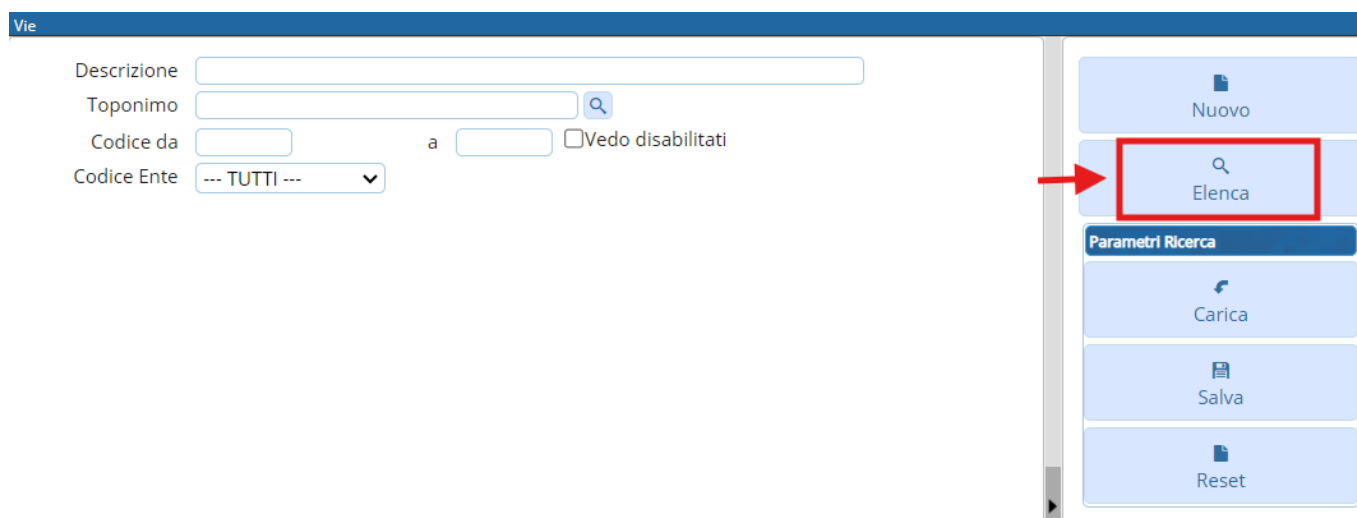 Vie
Descrizione
Toponimo
Codice da a Vedo disabilitati
Codice Ente --- TUTTI ---
Nuovo
Elenca
Parametri Ricerca
Carica
Salva
Reset